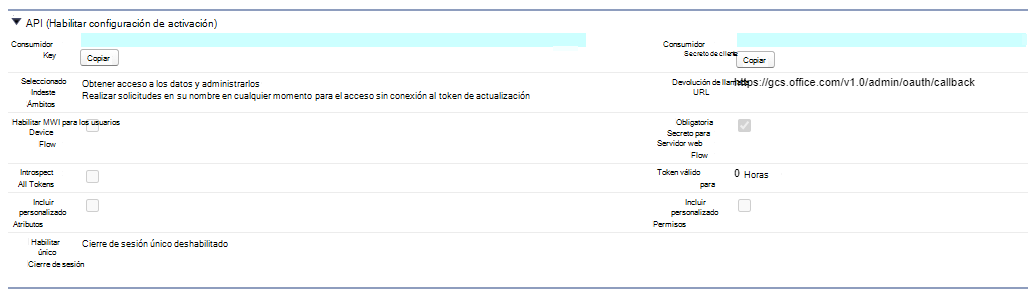 API (Habilitar configuración de activación)
Consumidor
Key
Copiar
Consumidor
Secreto de cliente
Copiar
Seleccionado
Indeste
Ámbitos
Obtener acceso a los datos y administrarlos
Realizar solicitudes en su nombre en cualquier momento para el acceso sin conexión al token de actualización
Devolución de llamada
URL
https://gcs.office.com/v1.0/admin/oauth/callback
Habilitar MWI para los usuarios
Device
Flow
Obligatoria
Secreto para
Servidor web
Flow
Introspect
All Tokens
Token válido
para
0 Horas
Incluir
personalizado
Atributos
Incluir
personalizado
Permisos
Habilitar
único
Cierre de sesión
Cierre de sesión único deshabilitado